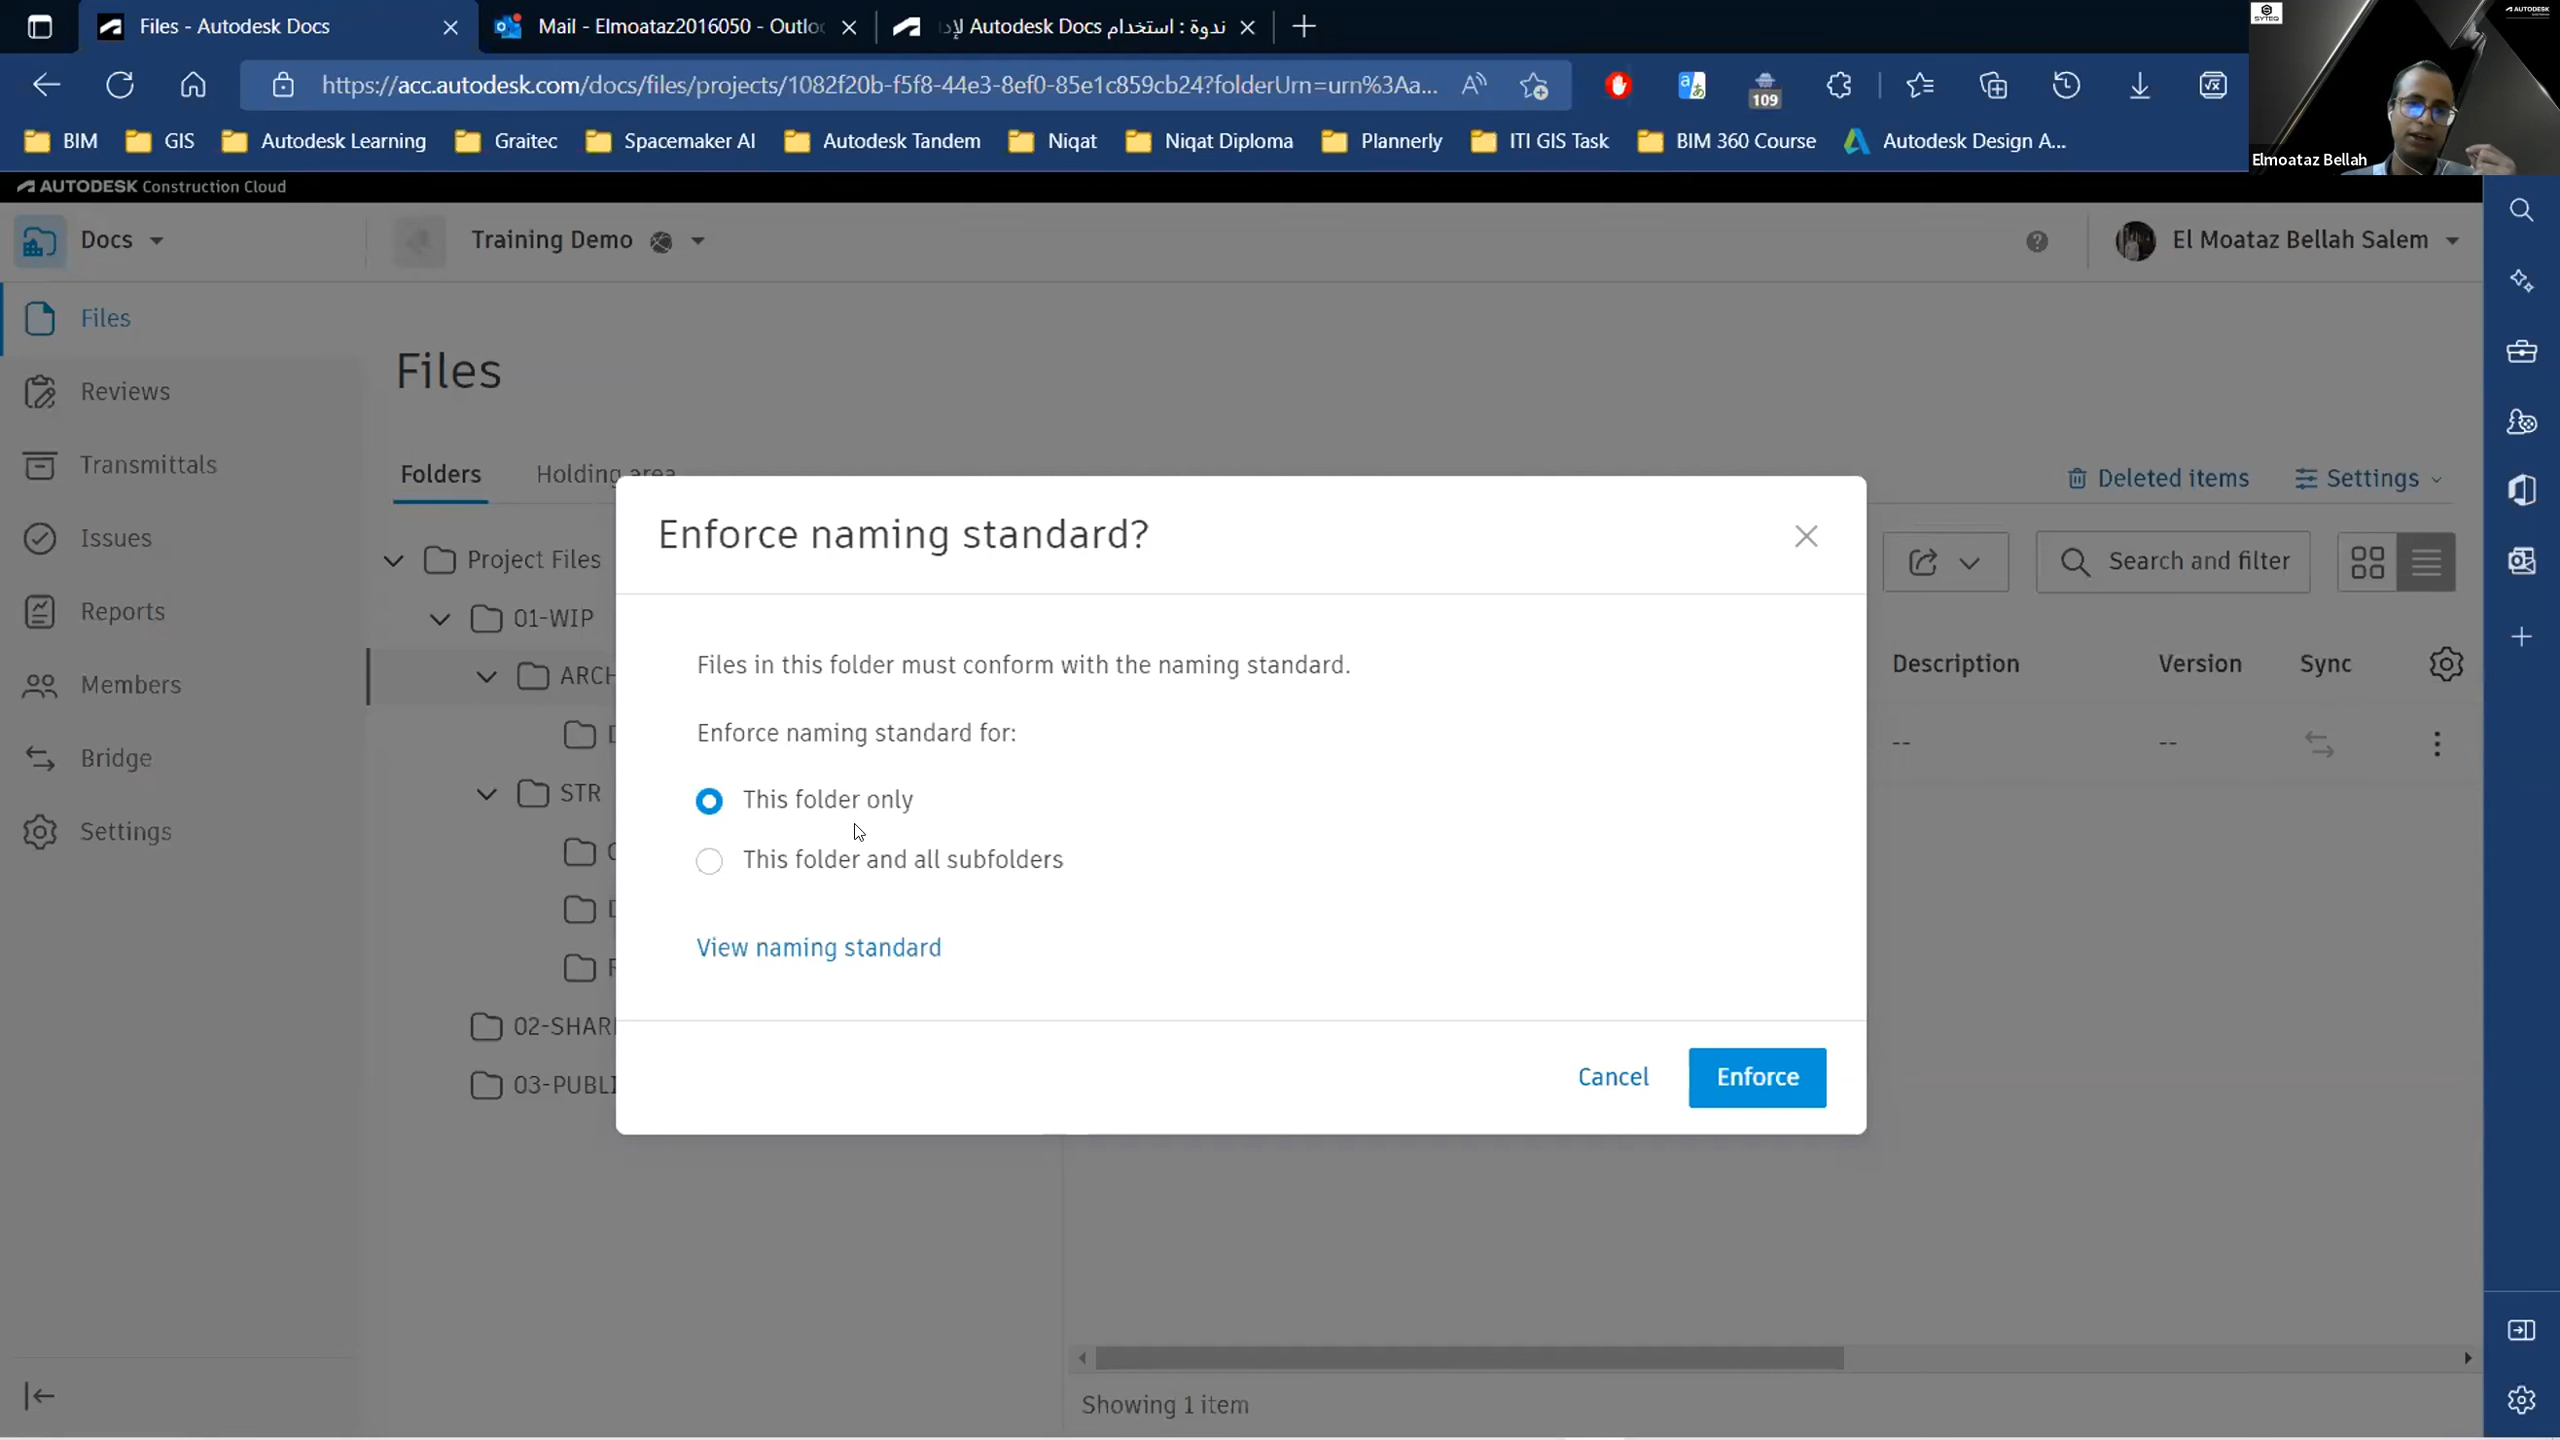 Files - Autodesk Docs
Mail - Elmoataz2016050 - Outlo
ندوة : استخدام Autodesk Docs لإد
https://acc.autodesk.com/docs/files/projects/1082f20b-f5f8-44e3-8ef0-85e1c859cb24?folderUrn=urn%3Aa...
109
BIM
GIS
Autodesk Learning
Graitec
Spacemaker AI
Autodesk Tandem
Niqat
Niqat Diploma
Plannerly
ITI GIS Task
BIM 360 Course
Autodesk Design A...
SYTEQ
AUTODESK
Elmoataz Bellah
AUTODESK Construction Cloud
Docs
Training Demo
El Moataz Bellah Salem
Files
Reviews
Transmittals
Issues
Reports
Members
Bridge
Settings
Files
Folders
Holding area
Deleted items
Settings
Project Files
01-WIP
ARCH
STR
02-SHAR
03-PUBLI
Search and filter
Description
Version
Sync
--
--
Enforce naming standard?
Files in this folder must conform with the naming standard.
Enforce naming standard for:
This folder only
This folder and all subfolders
View naming standard
Cancel
Enforce
Showing 1 item